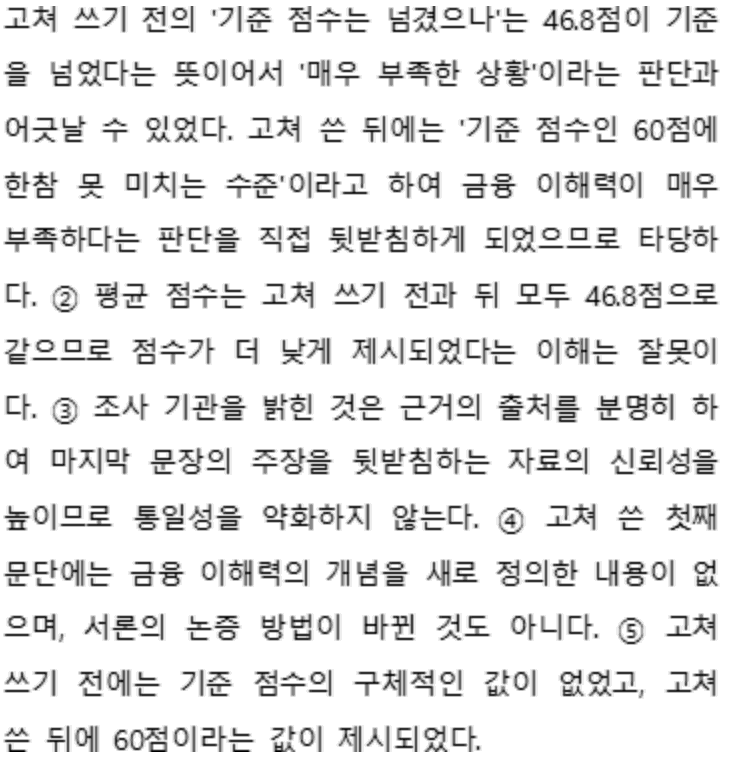 고쳐 쓰기 전의 '기준 점수는 넘겼으나'는 46.8점이 기준
을 넘었다는 뜻이어서 '매우 부족한 상황'이라는 판단과
어긋날 수 있었다. 고쳐 쓴 뒤에는 '기준 점수인 60점에
한참 못 미치는 수준'이라고 하여 금융 이해력이 매우
부족하다는 판단을 직접 뒷받침하게 되었으므로 타당하
다. ② 평균 점수는 고쳐 쓰기 전과 뒤 모두 46.8점으로
같으므로 점수가 더 낮게 제시되었다는 이해는 잘못이
다. ③ 조사 기관을 밝힌 것은 근거의 출처를 분명히 하
여 마지막 문장의 주장을 뒷받침하는 자료의 신뢰성을
높이므로 통일성을 약화하지 않는다. ④ 고쳐 쓴 첫째
문단에는 금융 이해력의 개념을 새로 정의한 내용이 없
으며, 서론의 논증 방법이 바뀐 것도 아니다. ⑤ 고쳐
쓰기 전에는 기준 점수의 구체적인 값이 없었고, 고쳐
쓴 뒤에 60점이라는 값이 제시되었다.